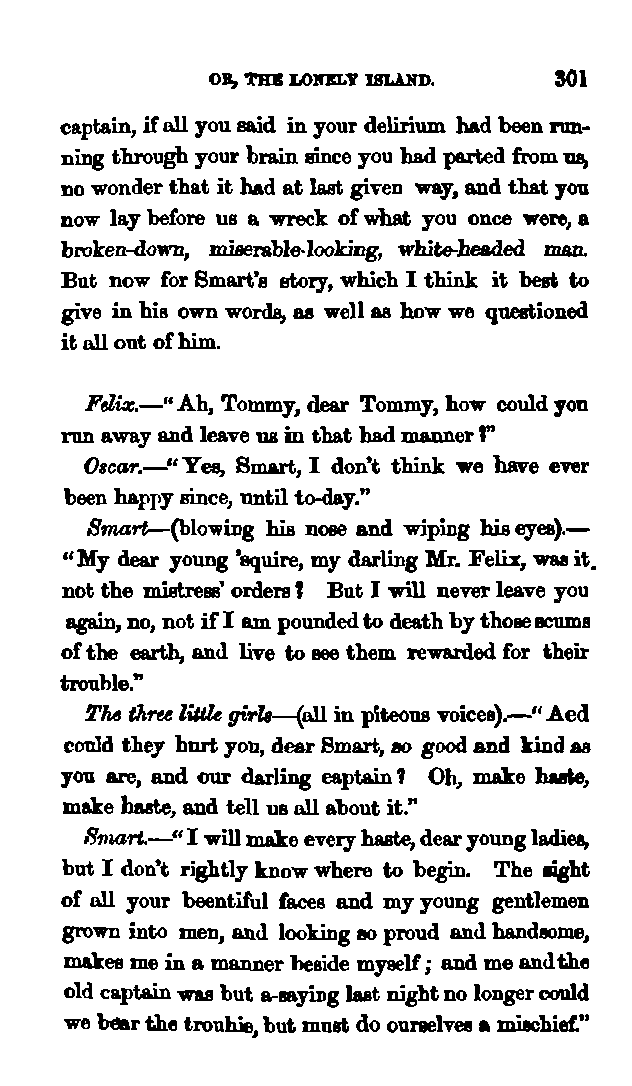 OR, THE LONELY ISLAND. 301
captain, if all you said in your delirium had been run-
ning through your brain since you had parted from us,
no wonder that it had at last given way, and that you
now lay before us a wreck of what you once were, a
broken-down, miserable-looking, white-headed man.
But now for Smart's story, which I think it best to
give in his own words, as well as how we questioned
it all out of him.
Felix.—"Ah, Tommy, dear Tommy, how could you
run away and leave us in that bad manner?"
Oscar.—"Yes, Smart, I don't think we have ever
been happy since, until to-day."
Smart—(blowing his nose and wiping his eyes).—
"My dear young 'squire, my darling Mr. Felix, was it
not the mistress' orders? But I will never leave you
again, no, not if I am pounded to death by those scums
of the earth, and live to see them rewarded for their
trouble."
The three little girls—(all in piteous voices).—"Aed
could they hurt you, dear Smart, so good and kind as
you are, and our darling captain? Oh, make haste,
make haste, and tell us all about it."
Smart.—"I will make every haste, dear young ladies,
but I don't rightly know where to begin. The sight
of all your beentiful faces and my young gentlemen
grown into men, and looking so proud and handsome,
makes me in a manner beside myself; and me and the
old captain was but a-saying last night no longer could
we bear the trouble, but must do ourselves a mischief."